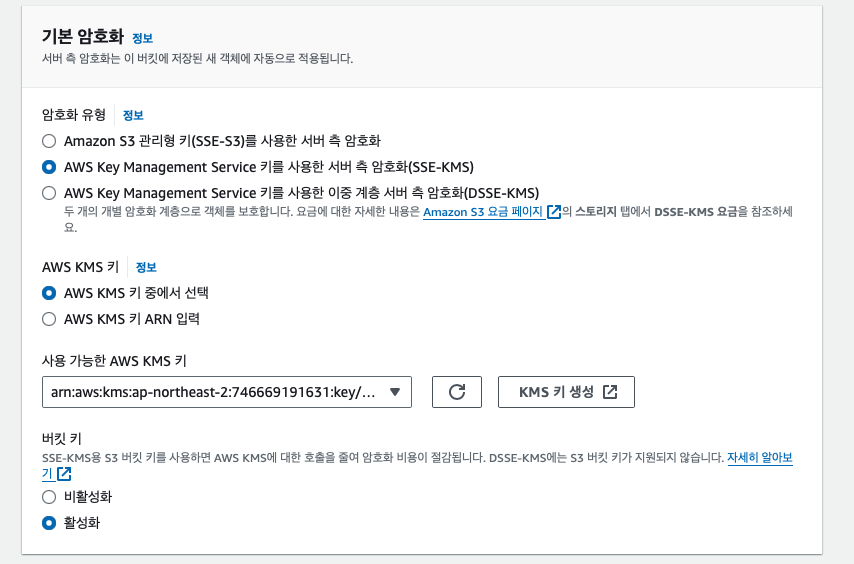 기본 암호화 정보
서버 측 암호화는 이 버킷에 저장된 새 객체에 자동으로 적용됩니다.
암호화 유형 정보
Amazon S3 관리형 키(SSE-S3)를 사용한 서버 측 암호화
AWS Key Management Service 키를 사용한 서버 측 암호화(SSE-KMS)
AWS Key Management Service 키를 사용한 이중 계층 서버 측 암호화(DSSE-KMS)
두 개의 개별 암호화 계층으로 객체를 보호합니다. 요금에 대한 자세한 내용은 Amazon S3 요금 페이지 의 스토리지 탭에서 DSSE-KMS 요금을 참조하세
요.
AWS KMS 키 정보
AWS KMS 키 중에서 선택
AWS KMS 키 ARN 입력
사용 가능한 AWS KMS 키
arn:aws:kms:ap-northeast-2:746669191631:key/... KMS 키 생성
버킷 키
SSE-KMS용 S3 버킷 키를 사용하면 AWS KMS에 대한 호출을 줄여 암호화 비용이 절감됩니다. DSSE-KMS에는 S3 버킷 키가 지원되지 않습니다. 자세히 알아보
기
비활성화
활성화